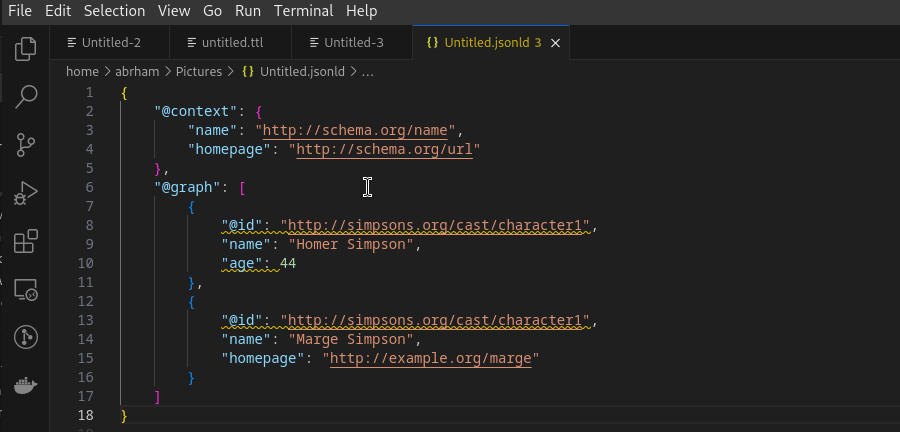 File Edit Selection View Go Run Terminal Help
Untitled-2 untitled.ttl Untitled-3 {} Untitled.jsonld 3 ×
home > abrham > Pictures > {} Untitled.jsonld > ...
1 {
2 "@context": {
3 "name": "http://schema.org/name",
4 "homepage": "http://schema.org/url"
5 },
6 "@graph": [
7 {
8 "@id": "http://simpsons.org/cast/character1",
9 "name": "Homer Simpson",
10 "age": 44
11 },
12 {
13 "@id": "http://simpsons.org/cast/character1",
14 "name": "Marge Simpson",
15 "homepage": "http://example.org/marge"
16 }
17 ]
18 }